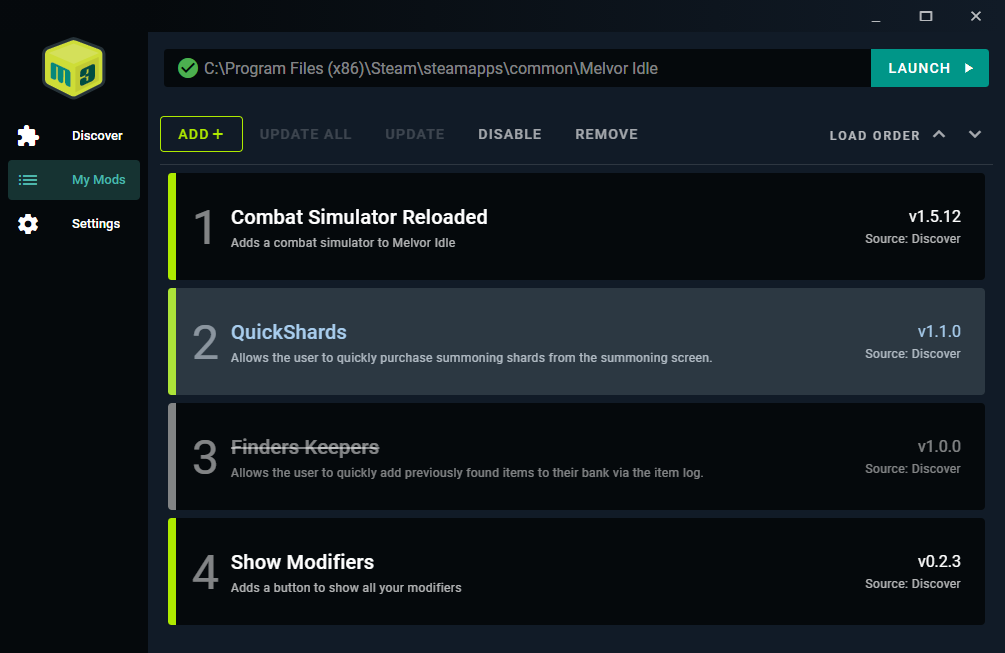 m3
C:\Program Files (x86)\Steam\steamapps\common\Melvor Idle
LAUNCH
Discover
My Mods
Settings
ADD+ UPDATE ALL UPDATE DISABLE REMOVE LOAD ORDER
1 Combat Simulator Reloaded v1.5.12
Adds a combat simulator to Melvor Idle Source: Discover
2 QuickShards v1.1.0
Allows the user to quickly purchase summoning shards from the summoning screen. Source: Discover
3 Finders Keepers v1.0.0
Allows the user to quickly add previously found items to their bank via the item log. Source: Discover
4 Show Modifiers v0.2.3
Adds a button to show all your modifiers Source: Discover